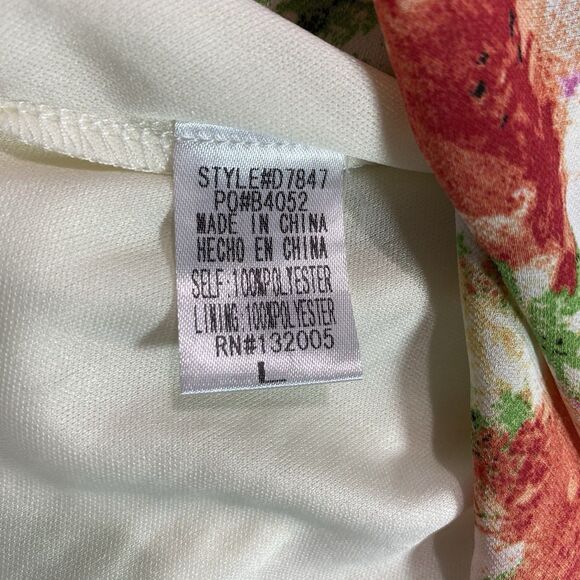 STYLE#D7847
PO#B4052
MADE IN CHINA
HECHO EN CHINA
SELF:100%POLYESTER
LINING:100%POLYESTER
RN#132005
L